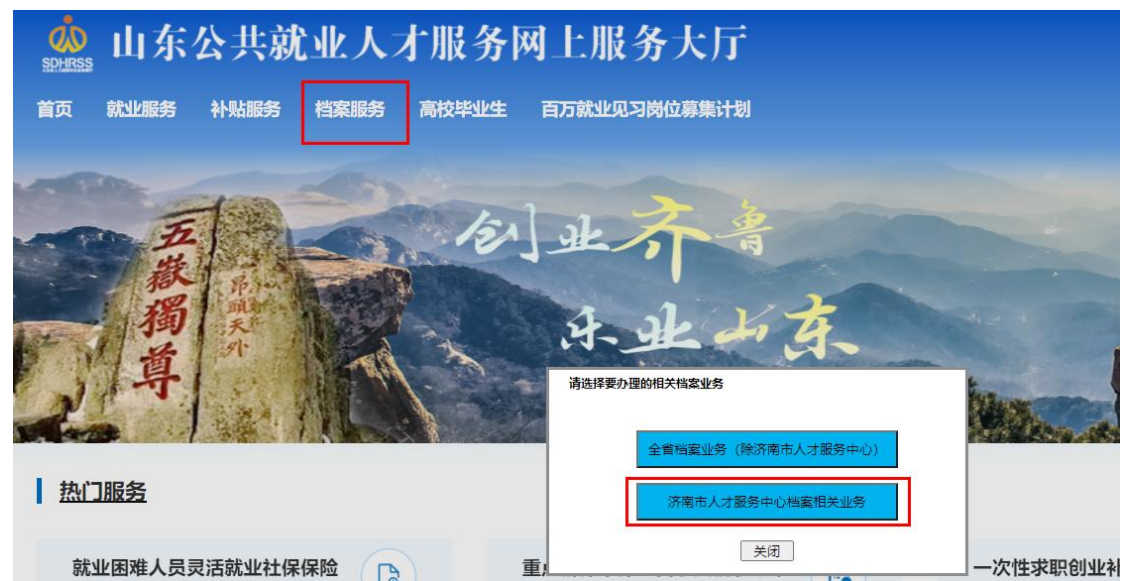 SDHRSS
山东公共就业人才服务网上服务大厅
首页 就业服务 补贴服务 档案服务 高校毕业生 百万就业见习岗位募集计划
五嶽獨尊
昂頭天外
创业齐鲁
乐业山东
请选择要办理的相关档案业务
全省档案业务（除济南市人才服务中心）
济南市人才服务中心档案相关业务
关闭
热门服务
就业困难人员灵活就业社保保险
重点
一次性求职创业补